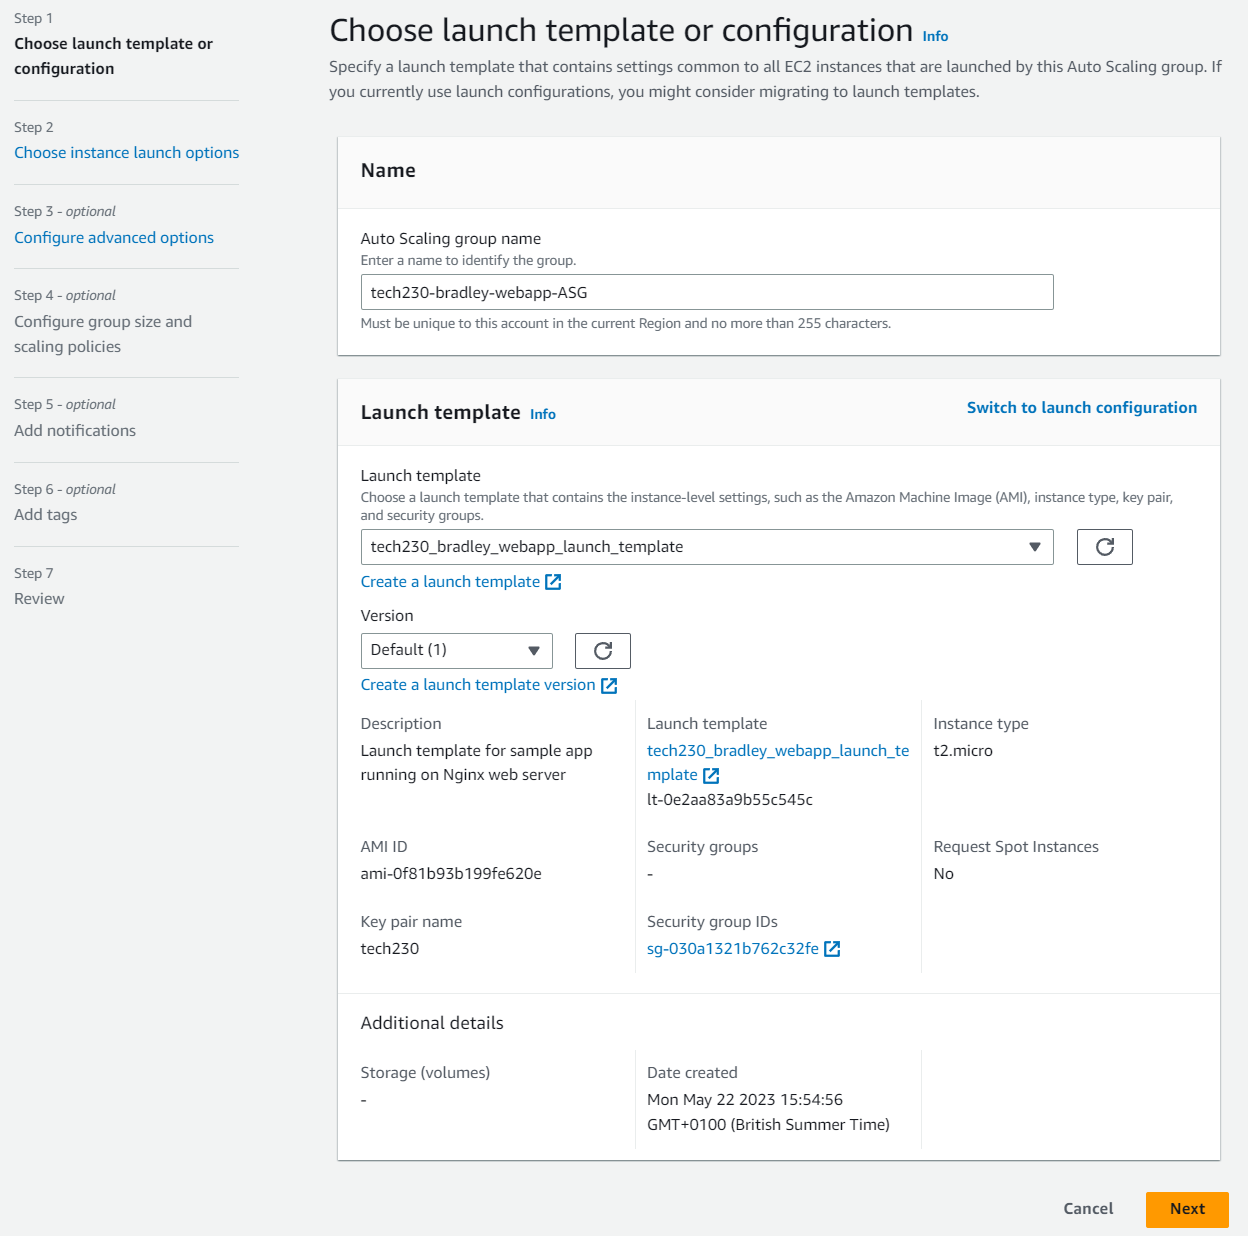 Step 1
Choose launch template or
configuration
Step 2
Choose instance launch options
Step 3 - optional
Configure advanced options
Step 4 - optional
Configure group size and
scaling policies
Step 5 - optional
Add notifications
Step 6 - optional
Add tags
Step 7
Review
Choose launch template or configuration Info
Specify a launch template that contains settings common to all EC2 instances that are launched by this Auto Scaling group. If
you currently use launch configurations, you might consider migrating to launch templates.
Name
Auto Scaling group name
Enter a name to identify the group.
tech230-bradley-webapp-ASG
Must be unique to this account in the current Region and no more than 255 characters.
Launch template Info
Switch to launch configuration
Launch template
Choose a launch template that contains the instance-level settings, such as the Amazon Machine Image (AMI), instance type, key pair,
and security groups.
tech230_bradley_webapp_launch_template
Create a launch template
Version
Default (1)
Create a launch template version
Description
Launch template for sample app
running on Nginx web server
Launch template
tech230_bradley_webapp_launch_te
mplate
lt-0e2aa83a9b55c545c
Instance type
t2.micro
AMI ID
ami-0f81b93b199fe620e
Security groups
-
Request Spot Instances
No
Key pair name
tech230
Security group IDs
sg-030a1321b762c32fe
Additional details
Storage (volumes)
-
Date created
Mon May 22 2023 15:54:56
GMT+0100 (British Summer Time)
Cancel
Next